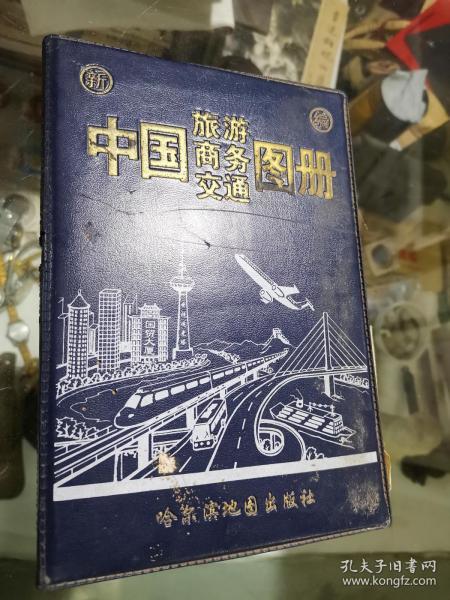 新
编
中国
旅游
商务
交通
图册
国贸大厦
哈尔滨地图出版社
孔夫子旧书网
www.kongfz.com